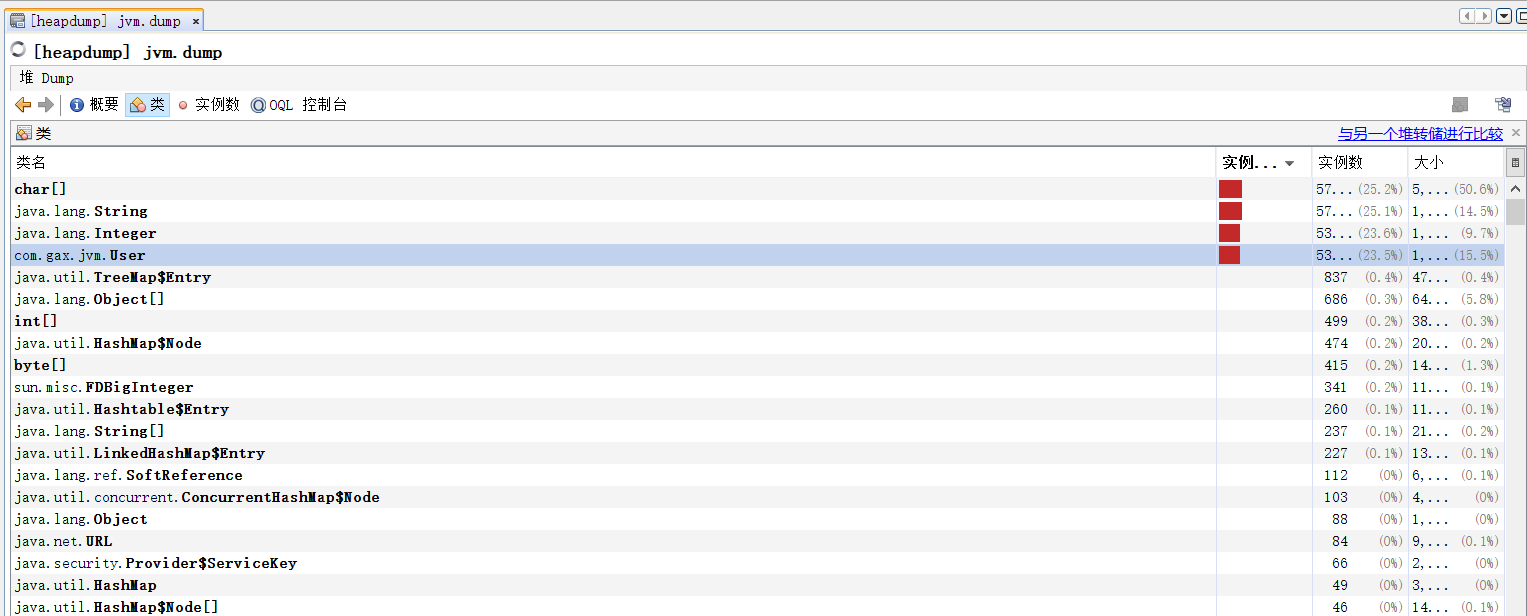 [heapdump] jvm.dump ×
[heapdump] jvm.dump
堆 Dump
概要 类 实例数 OQL 控制台
类 与另一个堆转储进行比较 ×
类名 实例... 实例数 大小
char[] 57... (25.2%) 5,... (50.6%)
java.lang.String 57... (25.1%) 1,... (14.5%)
java.lang.Integer 53... (23.6%) 1,... (9.7%)
com.gax.jvm.User 53... (23.5%) 1,... (15.5%)
java.util.TreeMap$Entry 837 (0.4%) 47... (0.4%)
java.lang.Object[] 686 (0.3%) 64... (5.8%)
int[] 499 (0.2%) 38... (0.3%)
java.util.HashMap$Node 474 (0.2%) 20... (0.2%)
byte[] 415 (0.2%) 14... (1.3%)
sun.misc.FDBigInteger 341 (0.2%) 11... (0.1%)
java.util.Hashtable$Entry 260 (0.1%) 11... (0.1%)
java.lang.String[] 237 (0.1%) 21... (0.2%)
java.util.LinkedHashMap$Entry 227 (0.1%) 13... (0.1%)
java.lang.ref.SoftReference 112 (0%) 6,... (0.1%)
java.util.concurrent.ConcurrentHashMap$Node 103 (0%) 4,... (0%)
java.lang.Object 88 (0%) 1,... (0%)
java.net.URL 84 (0%) 9,... (0.1%)
java.security.Provider$ServiceKey 66 (0%) 2,... (0%)
java.util.HashMap 49 (0%) 3,... (0%)
java.util.HashMap$Node[] 46 (0%) 14... (0.1%)